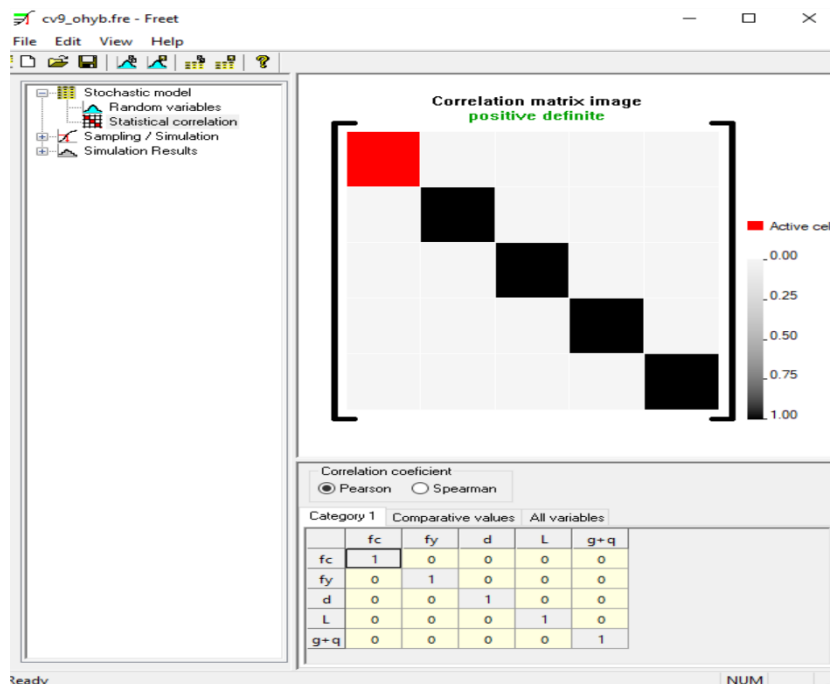 cv9_ohyb.fre - Freet
File Edit View Help
Stochastic model
Random variables
Statistical correlation
Sampling / Simulation
Simulation Results
Correlation matrix image
positive definite
Active cel
0.00
0.25
0.50
0.75
1.00
Correlation coeficient
Pearson Spearman
Category 1 Comparative values All variables
fc fy d L g+q
fc 1 0 0 0 0
fy 0 1 0 0 0
d 0 0 1 0 0
L 0 0 0 1 0
g+q 0 0 0 0 1
Ready NUM